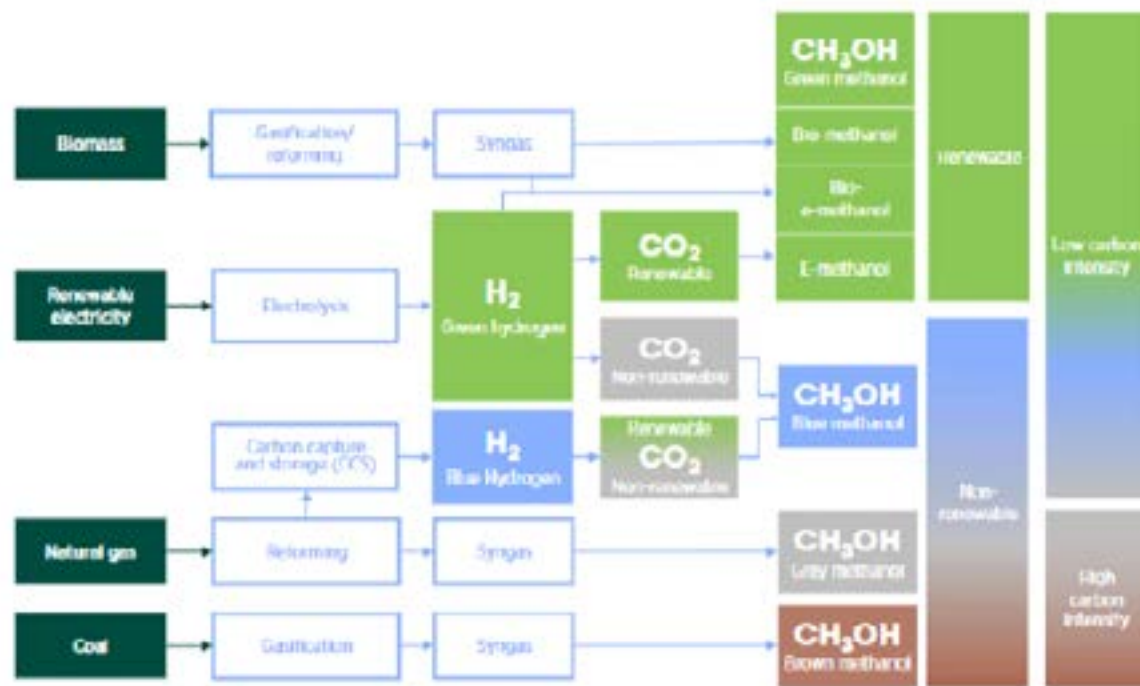 CH₃OH
Green methanol
Biomass
Gasification/
reforming
Syngas
Bio-methanol
Renewable
Bio-
e-methanol
Renewable
electricity
Electrolysis
H₂
Green hydrogen
CO₂
Renewable
E-methanol
Low carbon
intensity
CO₂
Non-renewable
CH₃OH
Blue methanol
Carbon capture
and storage (CCS)
H₂
Blue Hydrogen
Renewable
CO₂
Non-renewable
Non-
renewable
Natural gas
Reforming
Syngas
CH₃OH
Grey methanol
High
carbon
intensity
Coal
Gasification
Syngas
CH₃OH
Brown methanol